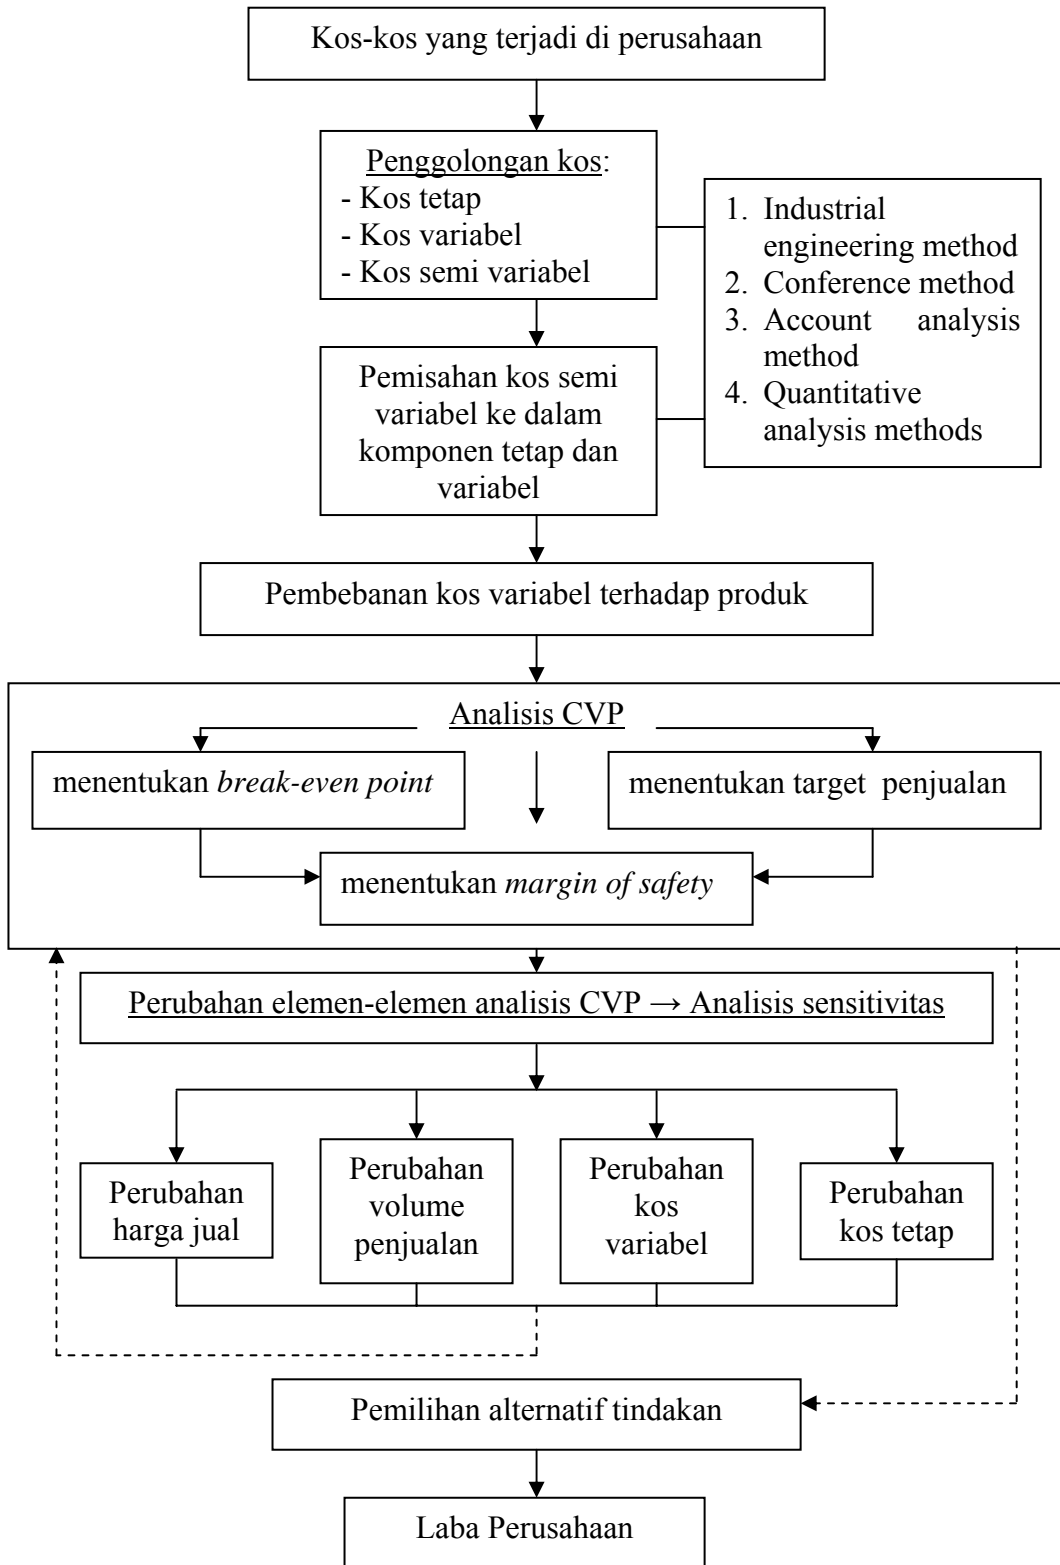 Kos-kos yang terjadi di perusahaan
Penggolongan kos:
- Kos tetap
- Kos variabel
- Kos semi variabel
1. Industrial
engineering method
2. Conference method
3. Account analysis
method
4. Quantitative
analysis methods
Pemisahan kos semi
variabel ke dalam
komponen tetap dan
variabel
Pembebanan kos variabel terhadap produk
Analisis CVP
menentukan break-even point
menentukan target penjualan
menentukan margin of safety
Perubahan elemen-elemen analisis CVP → Analisis sensitivitas
Perubahan
harga jual
Perubahan
volume
penjualan
Perubahan
kos
variabel
Perubahan
kos tetap
Pemilihan alternatif tindakan
Laba Perusahaan